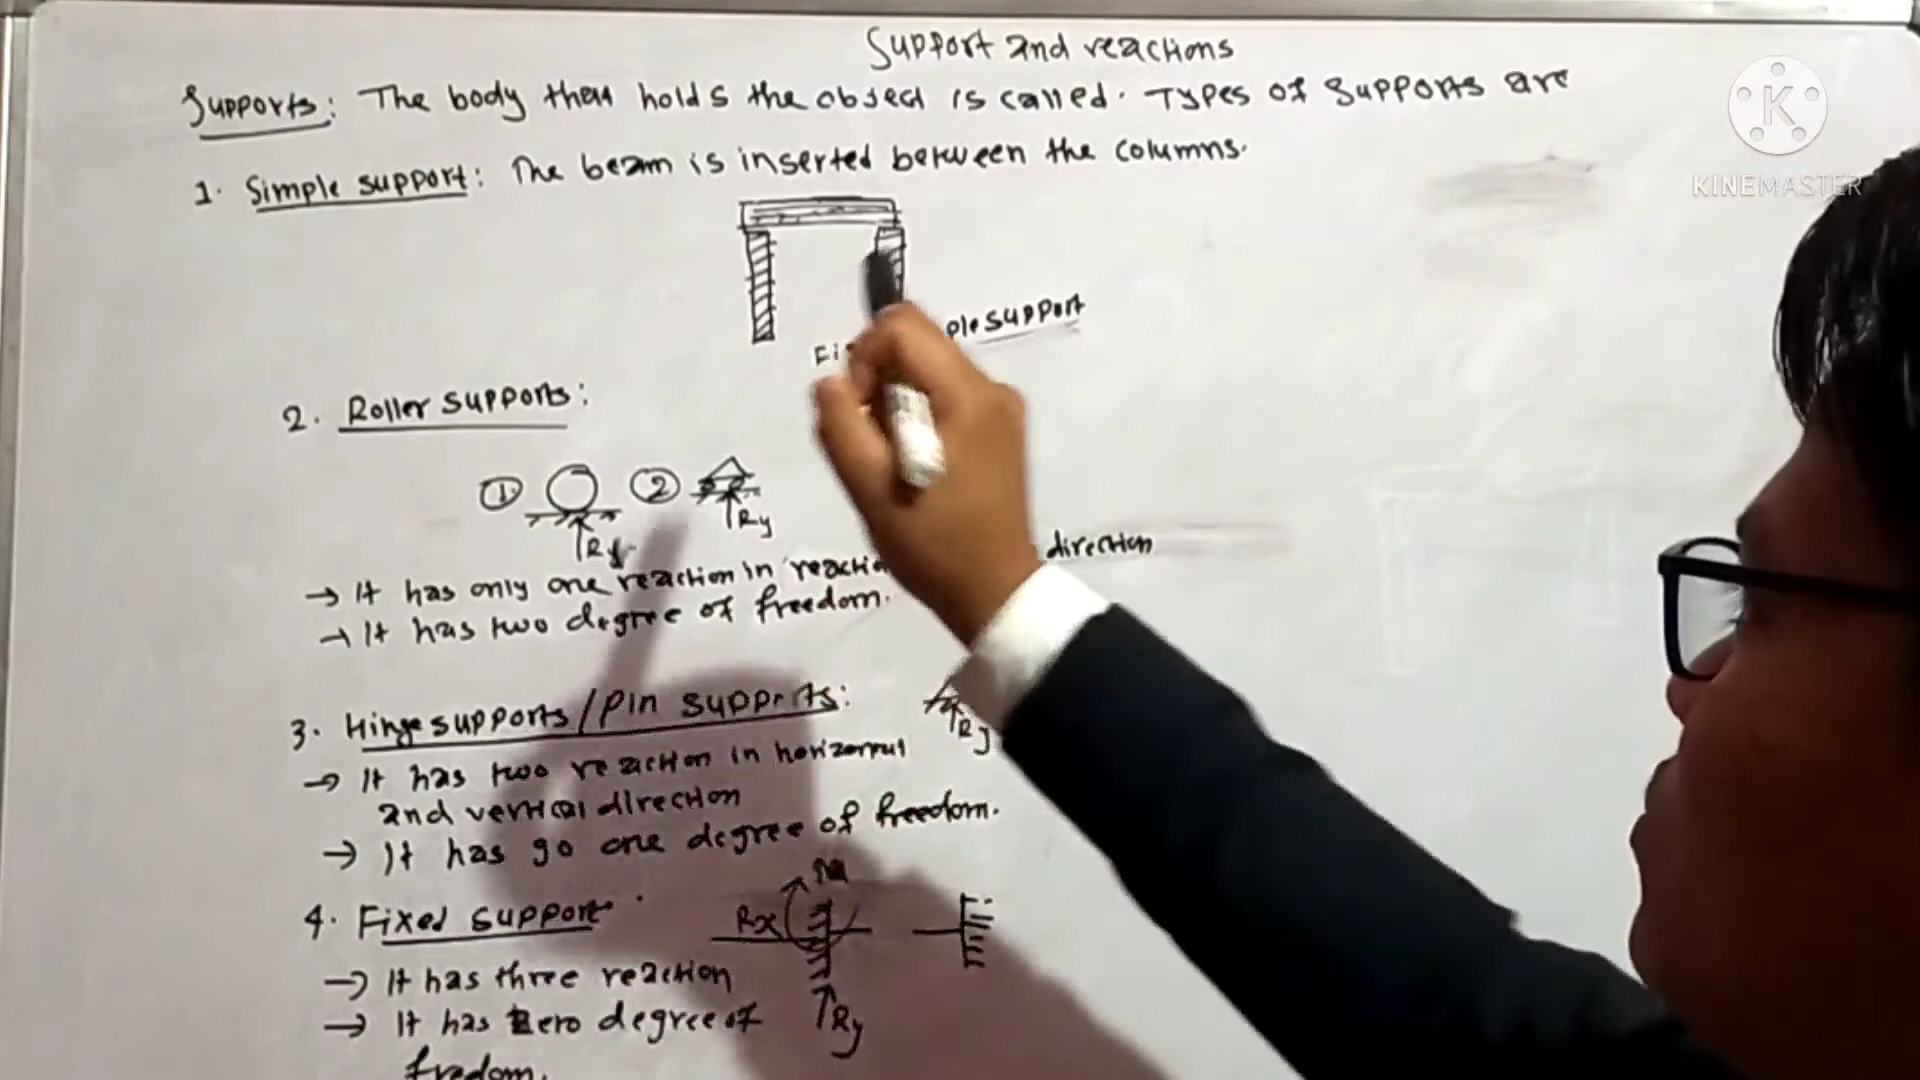 Support and reactions
Supports: The body that holds the object is called. Types of supports are
1. Simple support: The beam is inserted between the columns.
ple support
2. Roller supports:
1 2
Ry
Ry
→ It has only one reaction in direction
→ It has two degree of freedom.
3. Hinge supports / pin supports:
Ry
→ It has two reaction in horizontal
and vertical direction
→ It has go one degree of freedom.
M
4. Fixed support
Rx
→ It has three reaction
→ It has zero degree of
Ry
fredom.
K
KINEMASTER